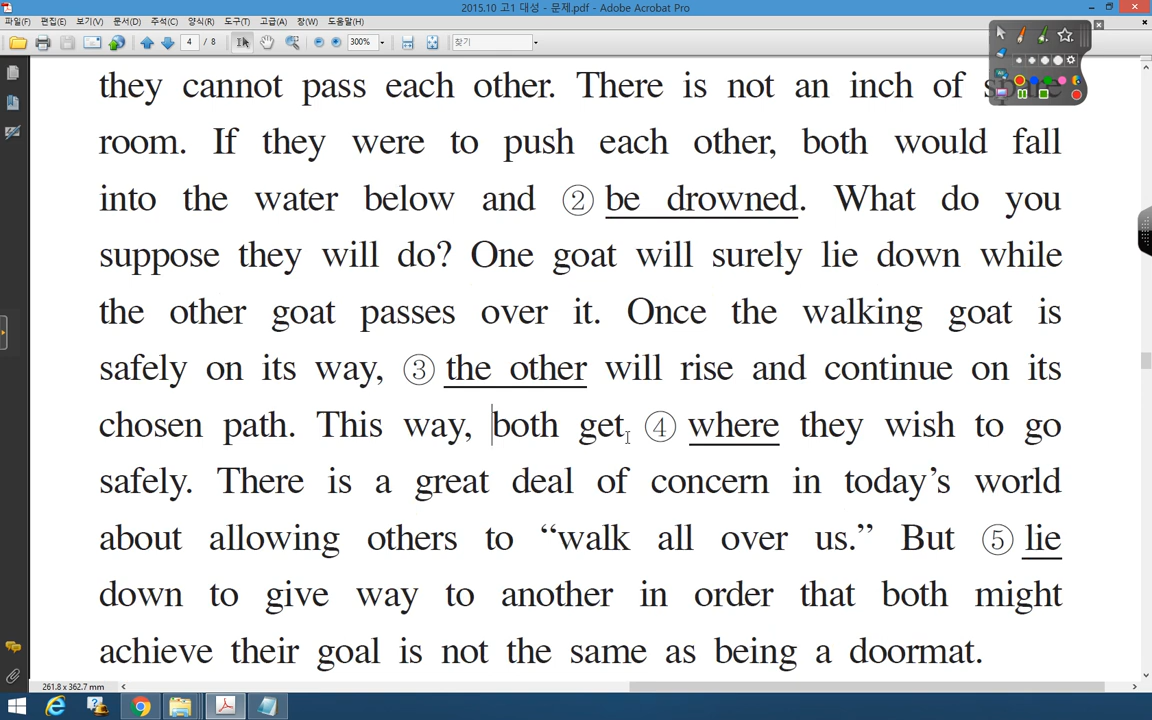 2015.10 고1 대성 - 문제.pdf - Adobe Acrobat Pro
파일(F) 편집(E) 보기(V) 문서(D) 주석(C) 양식(R) 도구(T) 고급(A) 창(W) 도움말(H)
4 / 8 300% 찾기
they cannot pass each other. There is not an inch of spare
room. If they were to push each other, both would fall
into the water below and ② be drowned. What do you
suppose they will do? One goat will surely lie down while
the other goat passes over it. Once the walking goat is
safely on its way, ③ the other will rise and continue on its
chosen path. This way, both get ④ where they wish to go
safely. There is a great deal of concern in today’s world
about allowing others to “walk all over us.” But ⑤ lie
down to give way to another in order that both might
achieve their goal is not the same as being a doormat.
261.8 x 362.7 mm